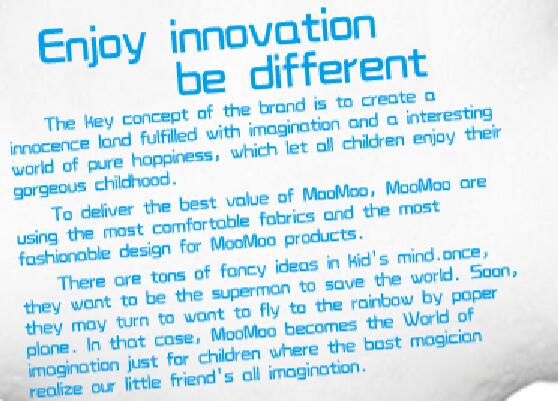 Enjoy innovation
be different
The Key concept of the brand is to create a
innocence land fulfilled with imagination and a interesting
world of pure happiness, which let all children enjoy their
gorgeous childhood.
To deliver the best value of MooMoo, MooMoo are
using the most comfortable fabrics and the most
fashionable design for MooMoo products.
There are tons of fancy ideas in Kid's mind.once,
they want to be the superman to save the world. Soon,
they may turn to want to fly to the rainbow by paper
plane. In that case, MooMoo becomes the World of
imagination just for children where the bast magician
realize our little friend's all imagination.